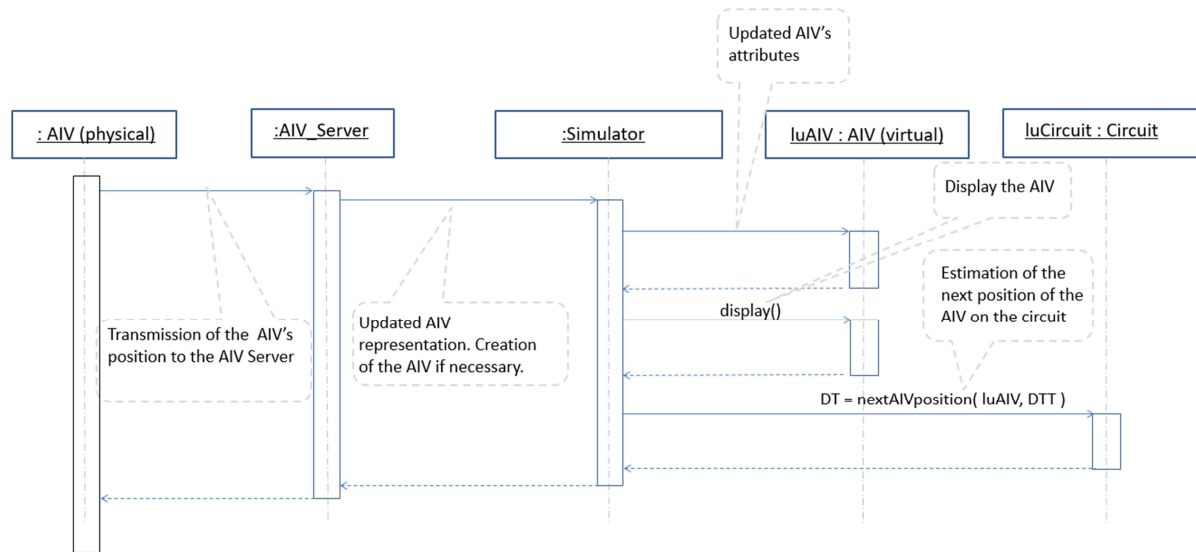 Updated AIV's
attributes
: AIV (physical)
:AIV_Server
:Simulator
luAIV : AIV (virtual)
luCircuit : Circuit
Display the AIV
Estimation of the
next position of the
AIV on the circuit
Transmission of the AIV's
position to the AIV Server
Updated AIV
representation. Creation
of the AIV if necessary.
display()
DT = nextAIVposition( luAIV, DTT )